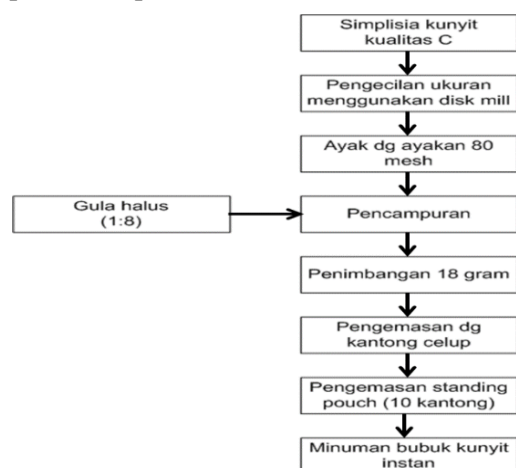 Simplisia kunyit
kualitas C
Pengecilan ukuran
menggunakan disk mill
Ayak dg ayakan 80
mesh
Gula halus
(1:8)
Pencampuran
Penimbangan 18 gram
Pengemasan dg
kantong celup
Pengemasan standing
pouch (10 kantong)
Minuman bubuk kunyit
instan